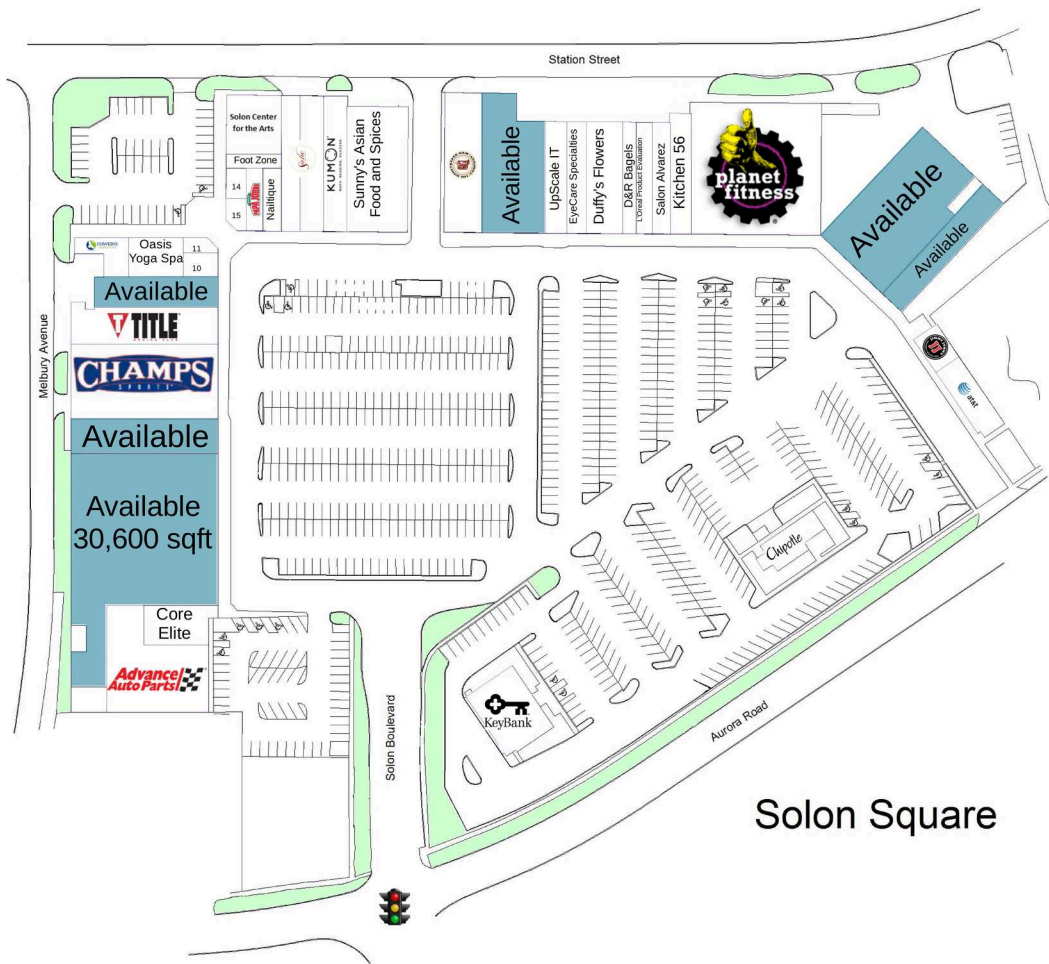 Station Street
Solon Center
for the Arts
Foot Zone
14
15
Nailtique
KUMON
Sunny's Asian
Food and Spices
Available
UpScale IT
EyeCare Specialties
Duffy's Flowers
D&R Bagels
L'Oreal Product Evaluation
Salon Alvarez
Kitchen 56
planet
fitness
Available
Available
Melbury Avenue
HAWKINS
Oasis
Yoga Spa
11
10
Available
TITLE
CHAMPS
SPORTS
Available
Available
30,600 sqft
Core
Elite
Advance
Auto Parts
at&t
Chipotle
KeyBank
Solon Boulevard
Aurora Road
Solon Square